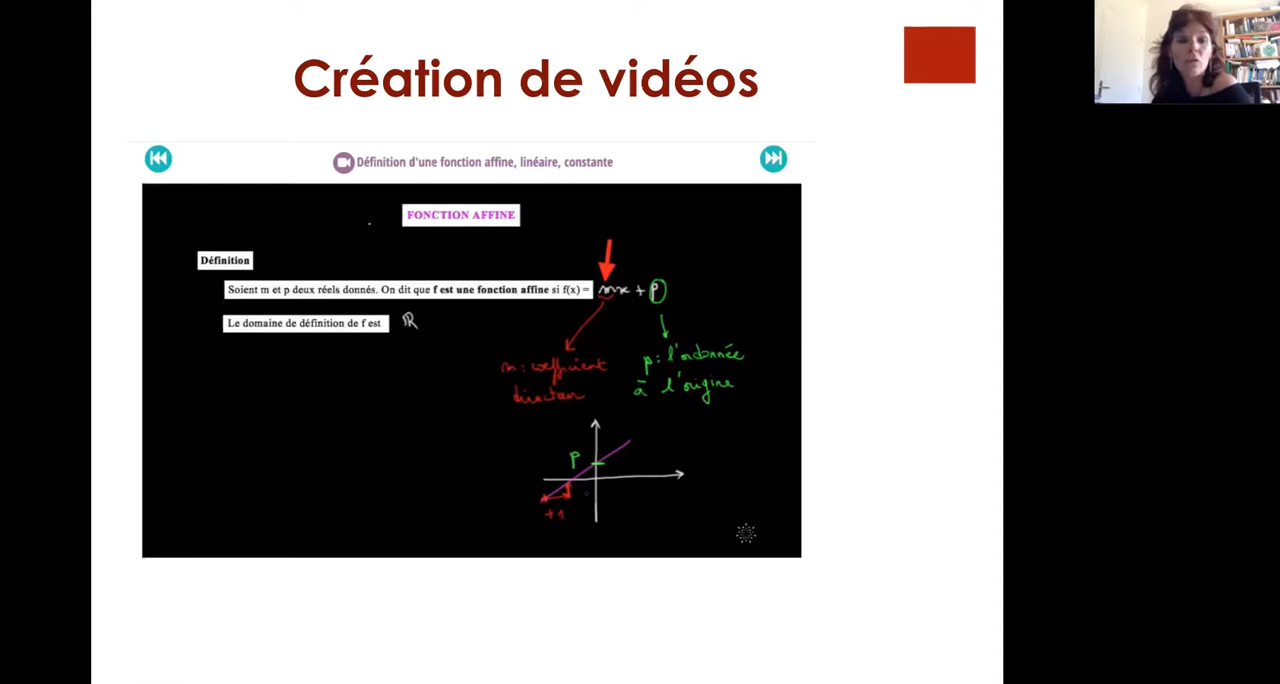 Création de vidéos
Définition d'une fonction affine, linéaire, constante
FONCTION AFFINE
Définition
Soient m et p deux réels donnés. On dit que f est une fonction affine si f(x) = mx + p
Le domaine de définition de f est ℝ
m : coefficient
directeur
p : l'ordonnée
à l'origine
p
+1